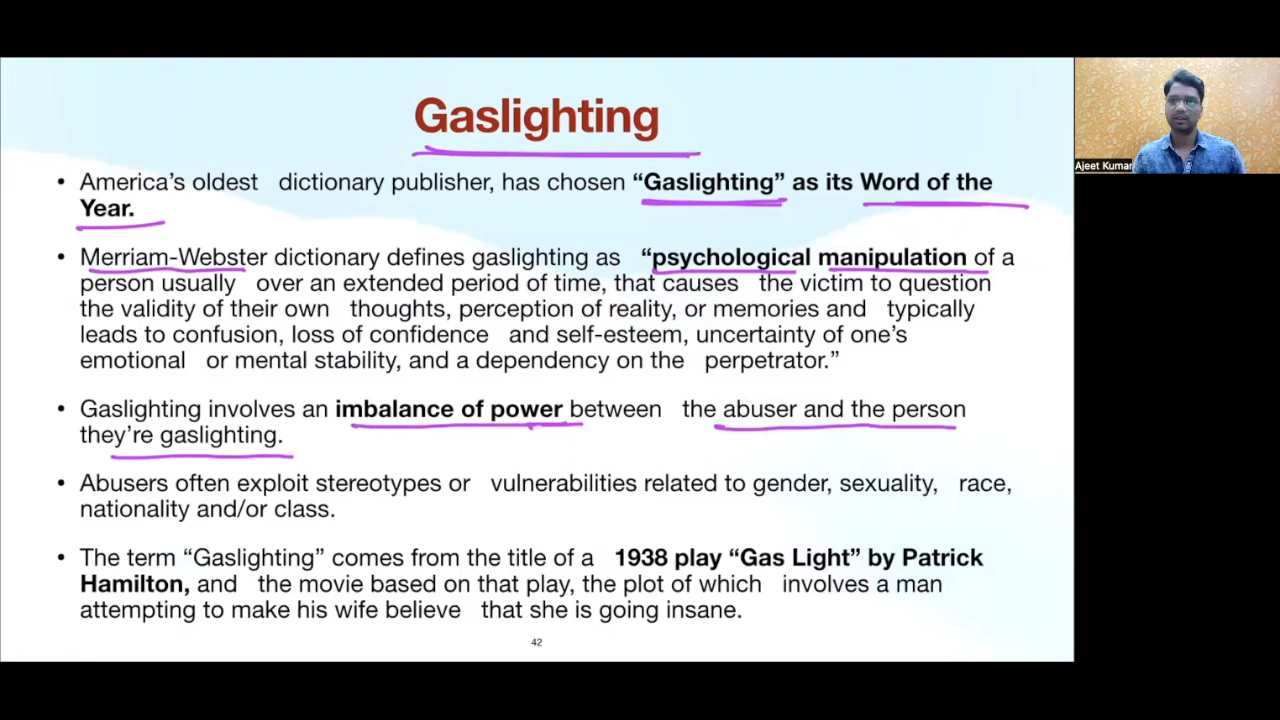 Gaslighting
• America’s oldest dictionary publisher, has chosen “Gaslighting” as its Word of the
Year.
• Merriam-Webster dictionary defines gaslighting as “psychological manipulation of a
person usually over an extended period of time, that causes the victim to question
the validity of their own thoughts, perception of reality, or memories and typically
leads to confusion, loss of confidence and self-esteem, uncertainty of one’s
emotional or mental stability, and a dependency on the perpetrator.”
• Gaslighting involves an imbalance of power between the abuser and the person
they’re gaslighting.
• Abusers often exploit stereotypes or vulnerabilities related to gender, sexuality, race,
nationality and/or class.
• The term “Gaslighting” comes from the title of a 1938 play “Gas Light” by Patrick
Hamilton, and the movie based on that play, the plot of which involves a man
attempting to make his wife believe that she is going insane.
42
Ajeet Kumar